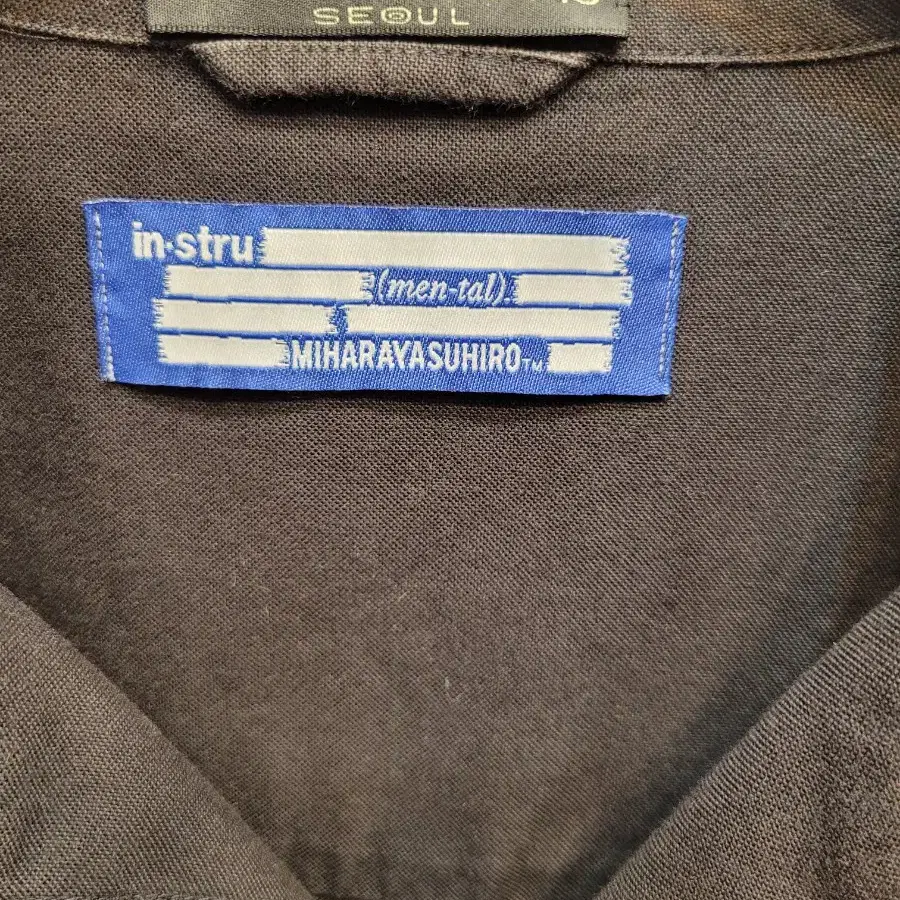 SEOUL
in·stru
(men-tal).
MIHARAYASUHIRO™